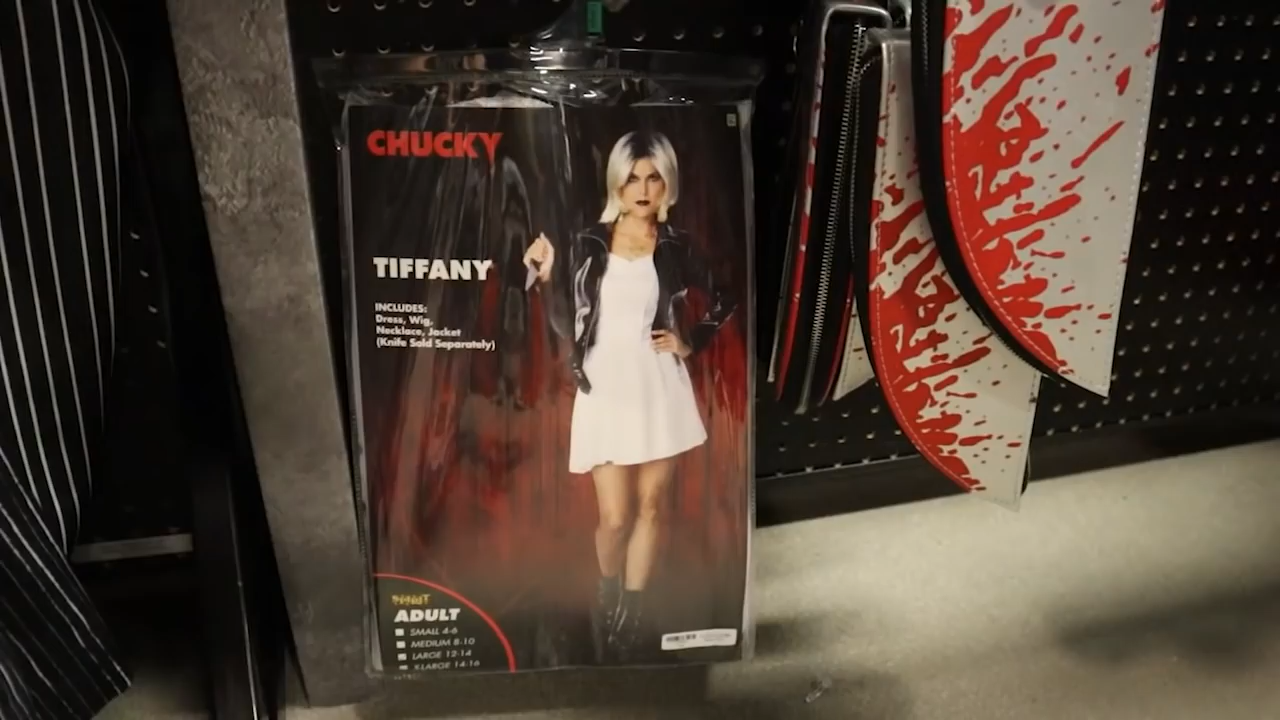 CHUCKY
TIFFANY
INCLUDES:
Dress, Wig,
Necklace, Jacket
(Knife Sold Separately)
ADULT
SMALL 4-6
MEDIUM 8-10
LARGE 12-14
X-LARGE 14-16